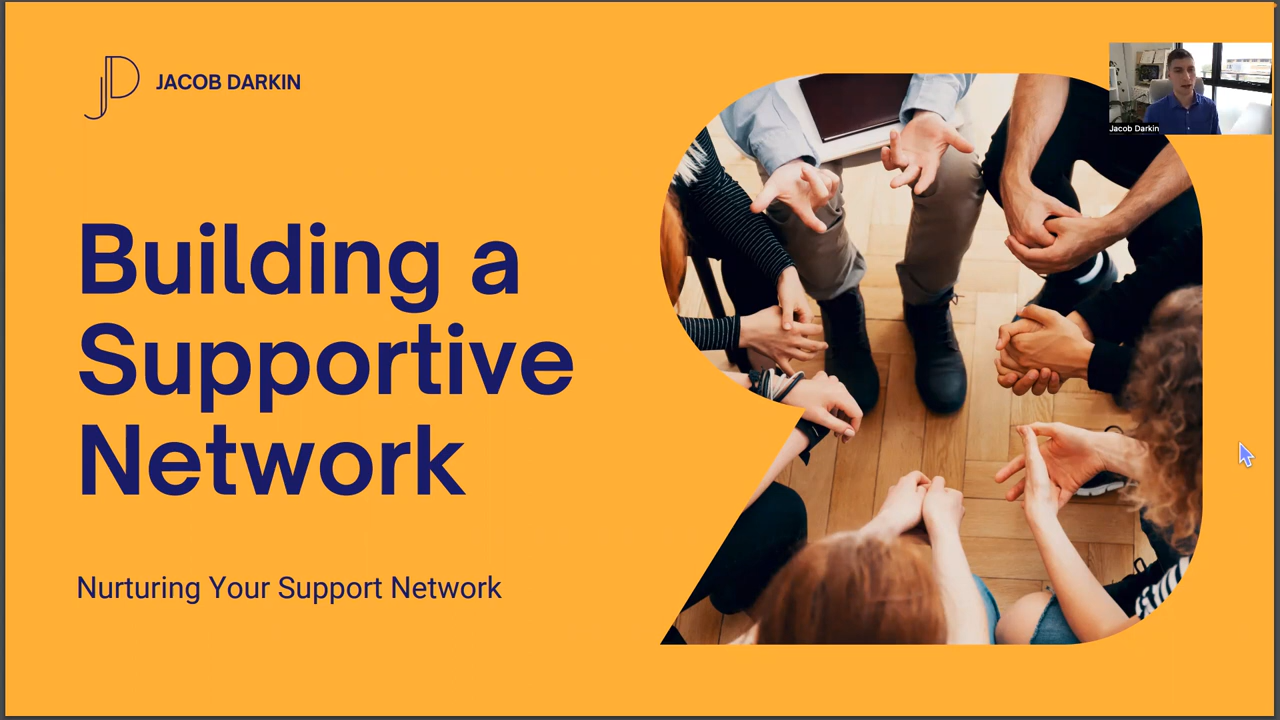 JD JACOB DARKIN
Jacob Darkin
Building a
Supportive
Network
Nurturing Your Support Network